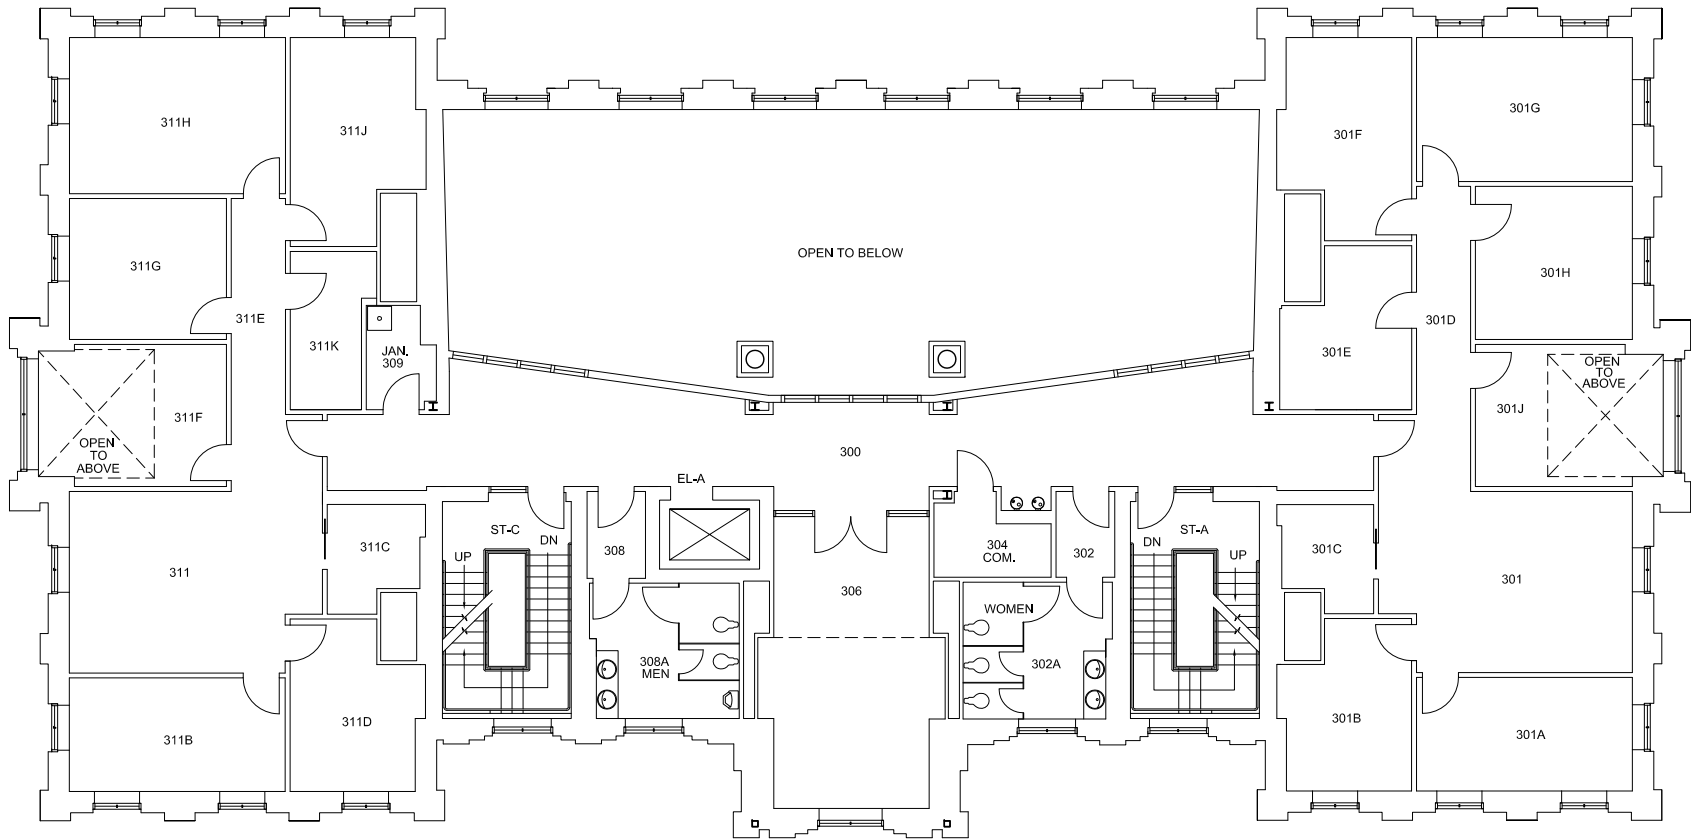 311H
311J
301F
301G
311G
OPEN TO BELOW
301H
311E
301D
311K
JAN.
309
301E
OPEN
TO
ABOVE
311F
301J
OPEN
TO
ABOVE
300
EL-A
ST-C
ST-A
UP
DN
308
304
COM.
302
DN
UP
311C
301C
311
306
301
WOMEN
308A
MEN
302A
311D
301B
311B
301A